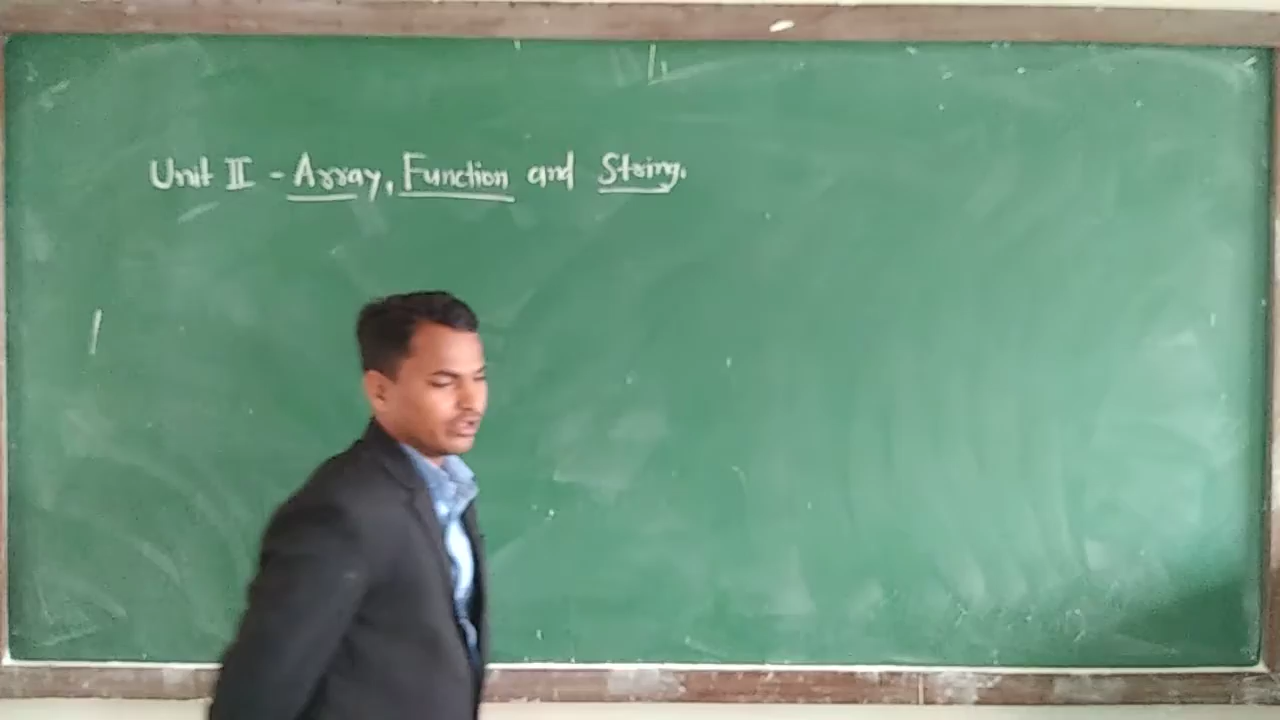 Unit II - Array, Function and String.